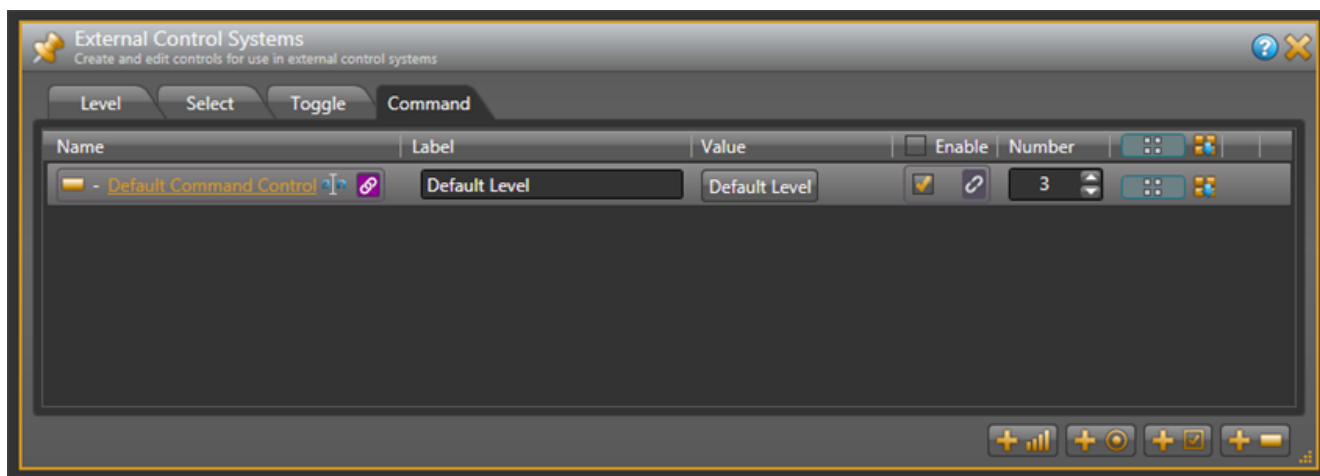 External Control Systems
Create and edit controls for use in external control systems
Level Select Toggle Command
Name Label Value Enable Number
- Default Command Control Default Level Default Level 3